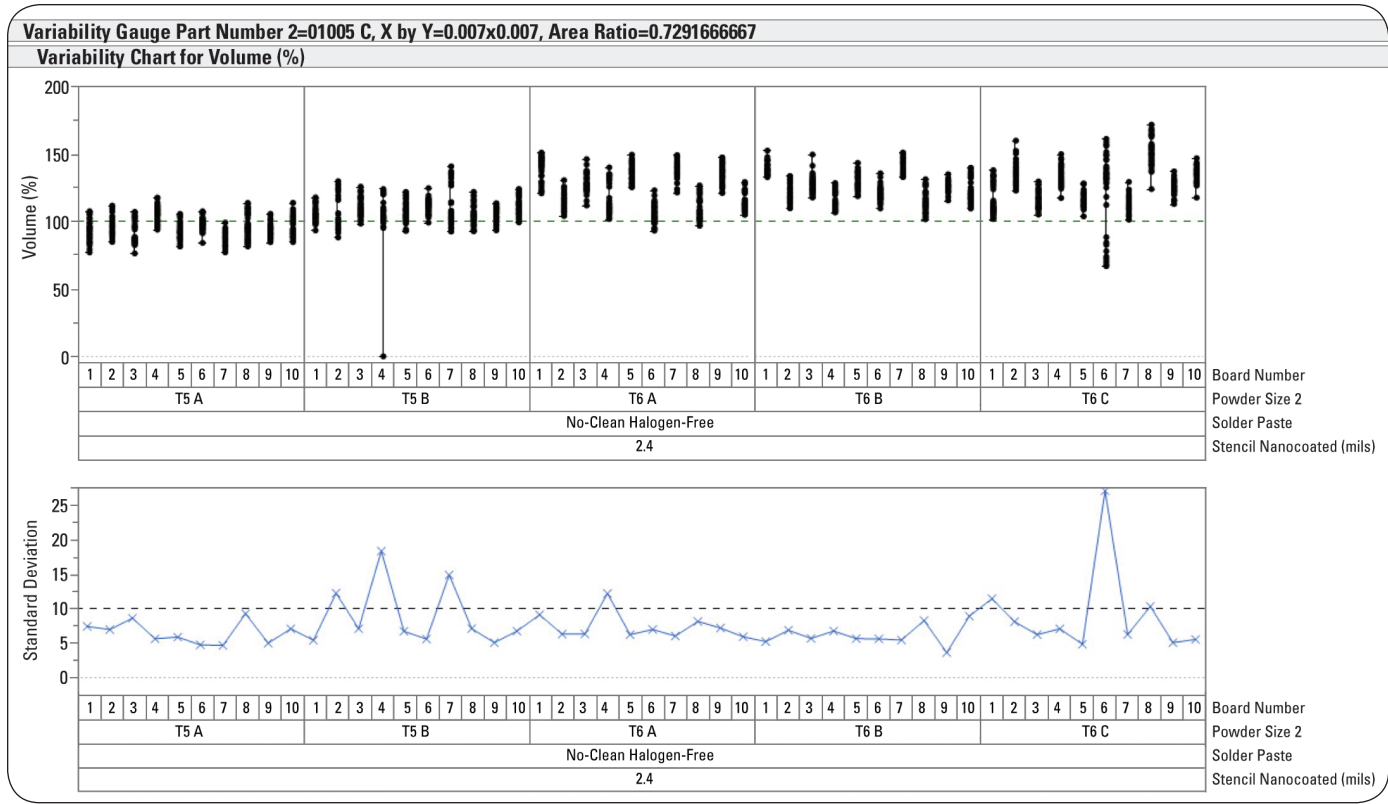 Variability Gauge Part Number 2=01005 C, X by Y=0.007x0.007, Area Ratio=0.7291666667
Variability Chart for Volume (%)
Volume (%)
200
150
100
50
0
1 2 3 4 5 6 7 8 9 10 1 2 3 4 5 6 7 8 9 10 1 2 3 4 5 6 7 8 9 10 1 2 3 4 5 6 7 8 9 10 1 2 3 4 5 6 7 8 9 10 Board Number
T5 A T5 B T6 A T6 B T6 C Powder Size 2
No-Clean Halogen-Free Solder Paste
2.4 Stencil Nanocoated (mils)
Standard Deviation
25
20
15
10
5
0
1 2 3 4 5 6 7 8 9 10 1 2 3 4 5 6 7 8 9 10 1 2 3 4 5 6 7 8 9 10 1 2 3 4 5 6 7 8 9 10 1 2 3 4 5 6 7 8 9 10 Board Number
T5 A T5 B T6 A T6 B T6 C Powder Size 2
No-Clean Halogen-Free Solder Paste
2.4 Stencil Nanocoated (mils)